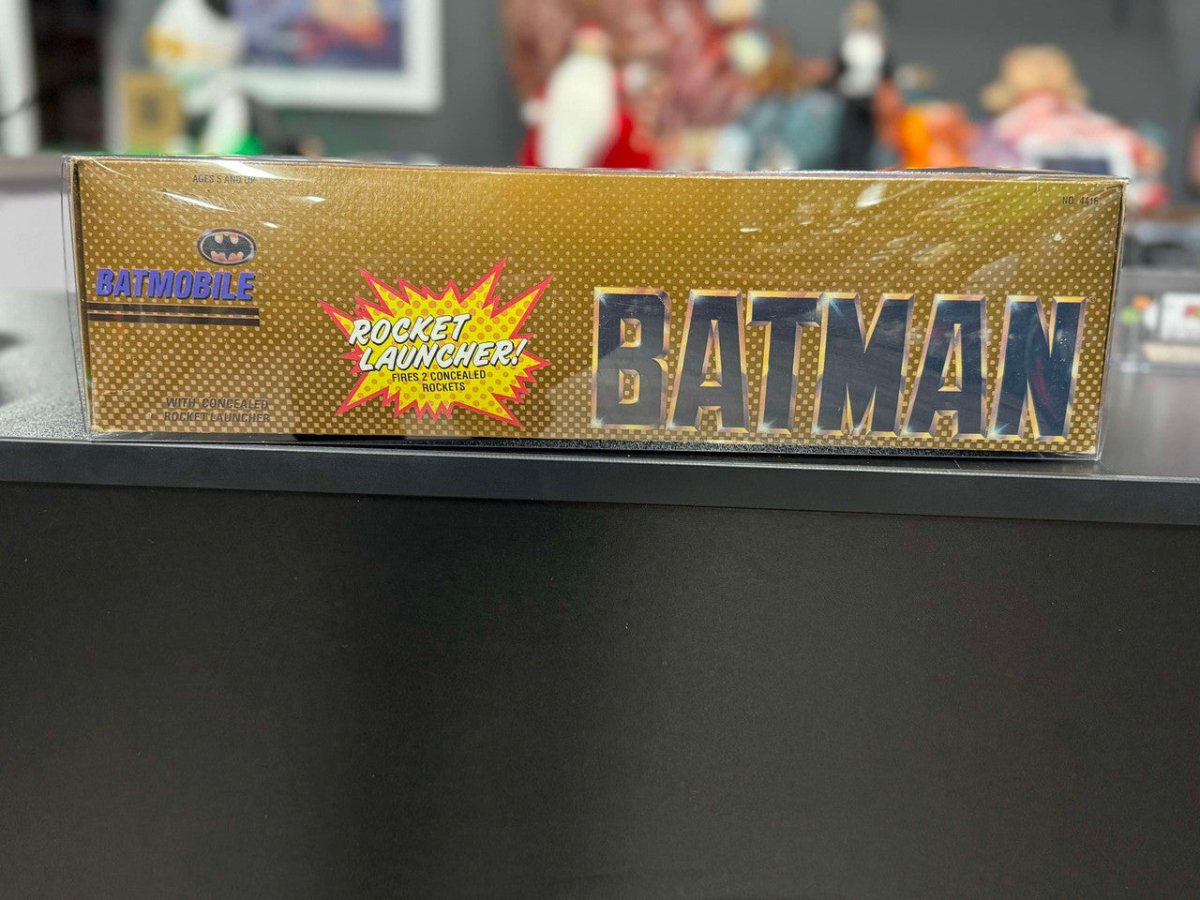 AGES 5 AND UP
NO. 4416
BATMOBILE
ROCKET
LAUNCHER!
FIRES 2 CONCEALED
ROCKETS
WITH CONCEALED
ROCKET LAUNCHER
BATMAN